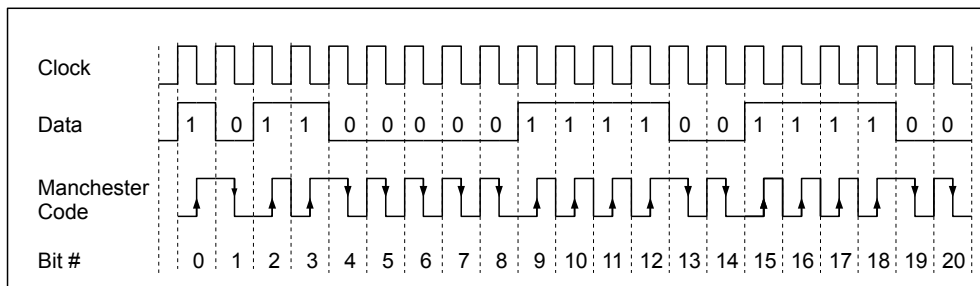 Clock
Data 1 0 1 1 0 0 0 0 0 1 1 1 1 0 0 1 1 1 1 0 0
Manchester
Code
Bit # 0 1 2 3 4 5 6 7 8 9 10 11 12 13 14 15 16 17 18 19 20